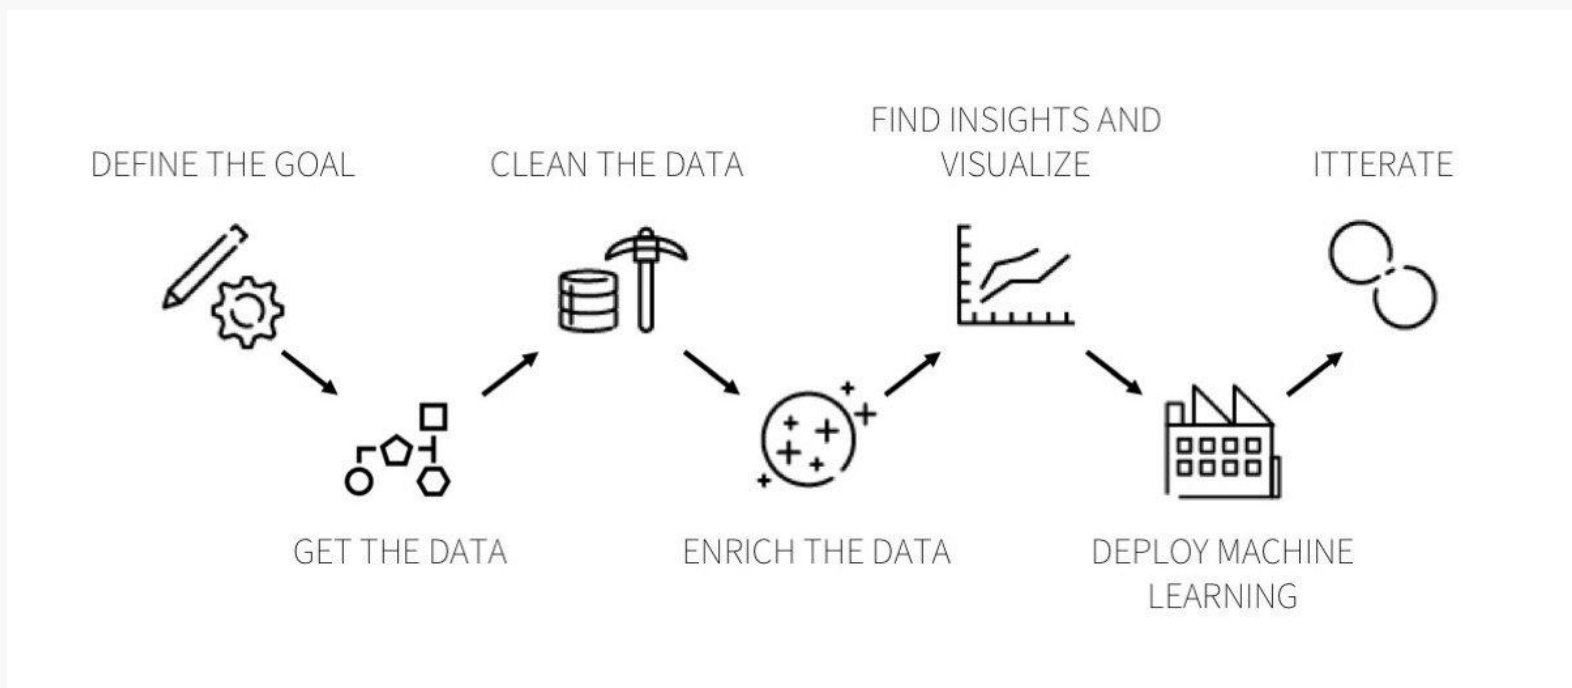 DEFINE THE GOAL
GET THE DATA
CLEAN THE DATA
ENRICH THE DATA
FIND INSIGHTS AND
VISUALIZE
DEPLOY MACHINE
LEARNING
ITTERATE